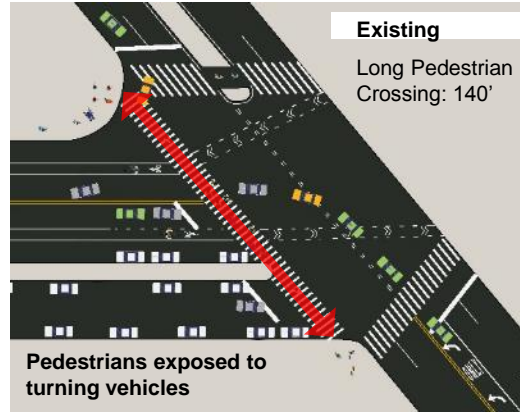 Existing
Long Pedestrian
Crossing: 140’
Pedestrians exposed to
turning vehicles